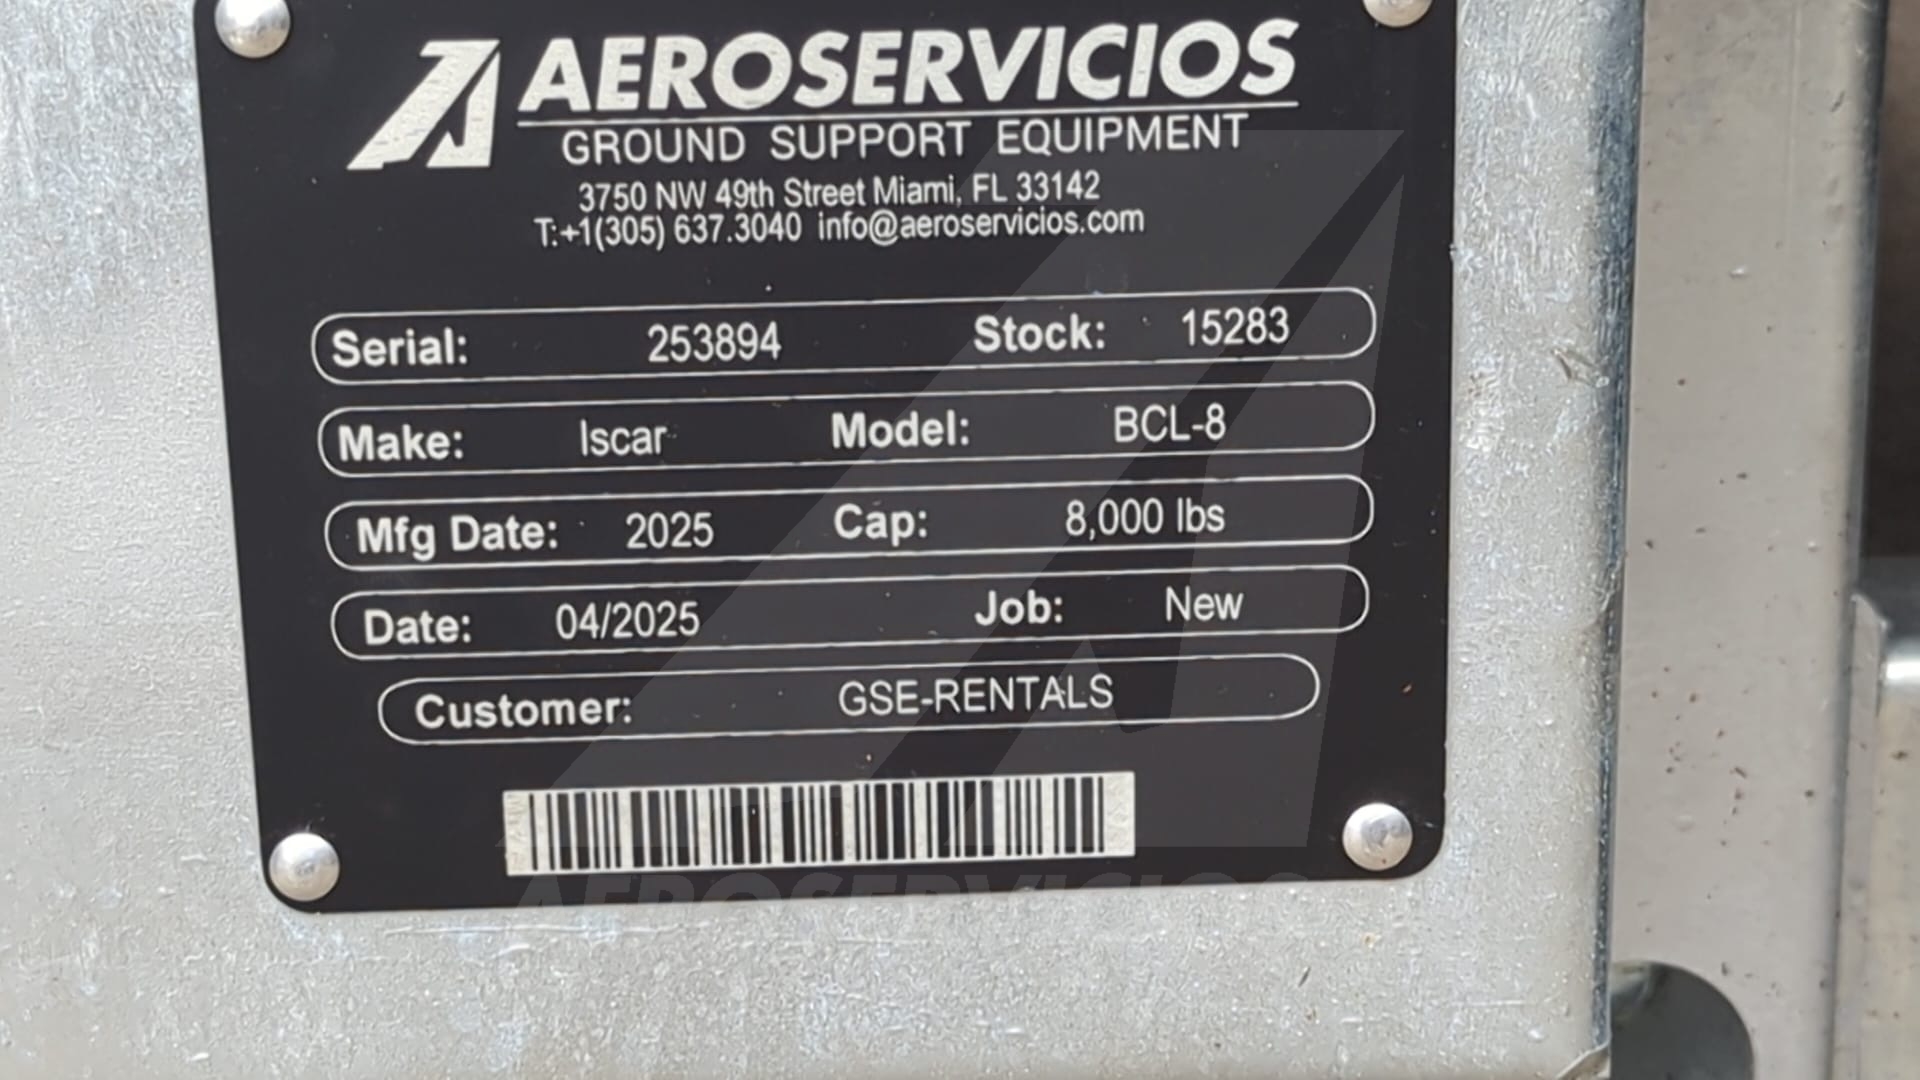 AEROSERVICIOS
GROUND SUPPORT EQUIPMENT
3750 NW 49th Street Miami, FL 33142
T:+1(305) 637.3040 info@aeroservicios.com
Serial: 253894 Stock: 15283
Make: Iscar Model: BCL-8
Mfg Date: 2025 Cap: 8,000 lbs
Date: 04/2025 Job: New
Customer: GSE-RENTALS
AEROSERVICIOS